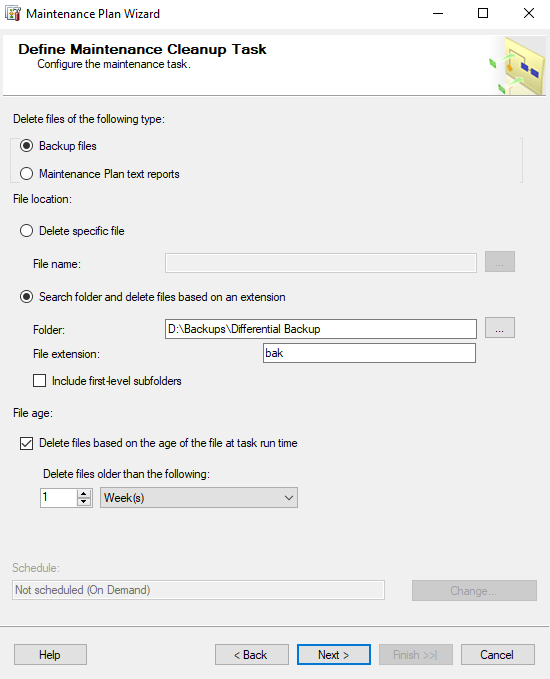 Maintenance Plan Wizard
Define Maintenance Cleanup Task
Configure the maintenance task.
Delete files of the following type:
Backup files
Maintenance Plan text reports
File location:
Delete specific file
File name:
...
Search folder and delete files based on an extension
Folder: D:\Backups\Differential Backup ...
File extension: bak
Include first-level subfolders
File age:
Delete files based on the age of the file at task run time
Delete files older than the following:
1 Week(s)
Schedule:
Not scheduled (On Demand) Change...
Help < Back Next > Finish >>| Cancel